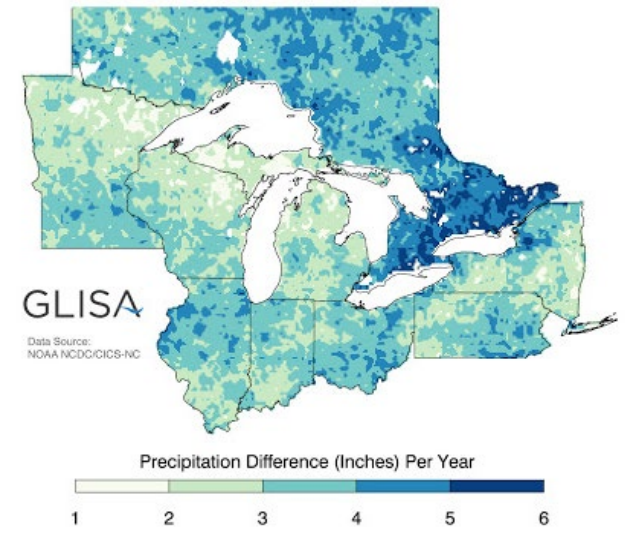 GLISA
Data Source:
NOAA NCDC/CICS-NC
Precipitation Difference (Inches) Per Year
1 2 3 4 5 6